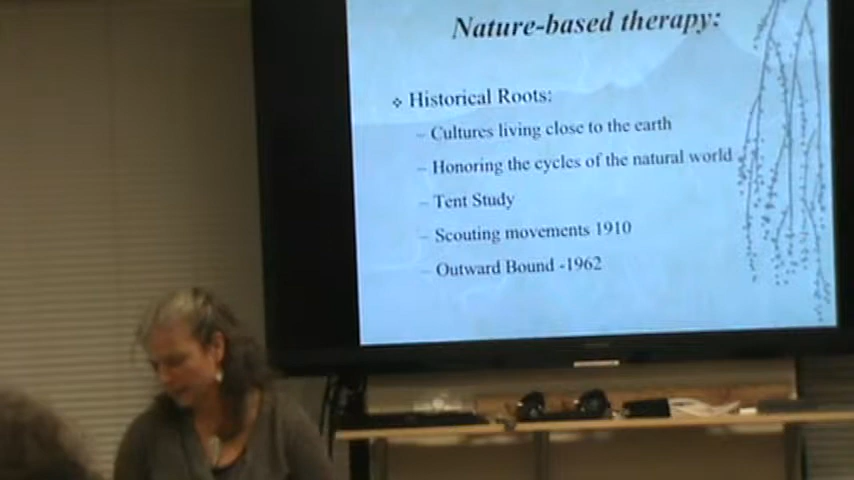 Nature-based therapy:
❖ Historical Roots:
– Cultures living close to the earth
– Honoring the cycles of the natural world
– Tent Study
– Scouting movements 1910
– Outward Bound -1962